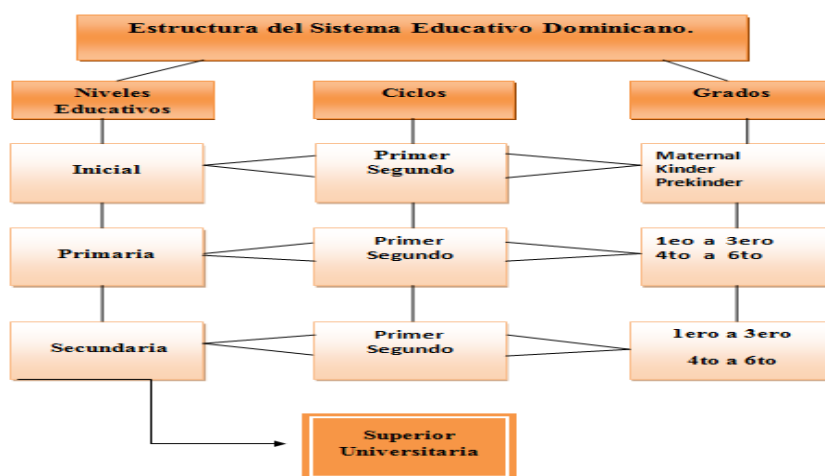 Estructura del Sistema Educativo Dominicano.
Niveles
Educativos
Ciclos
Grados
Inicial
Primer
Segundo
Maternal
Kinder
Prekinder
Primaria
Primer
Segundo
1eo a 3ero
4to a 6to
Secundaria
Primer
Segundo
1ero a 3ero
4to a 6to
Superior
Universitaria